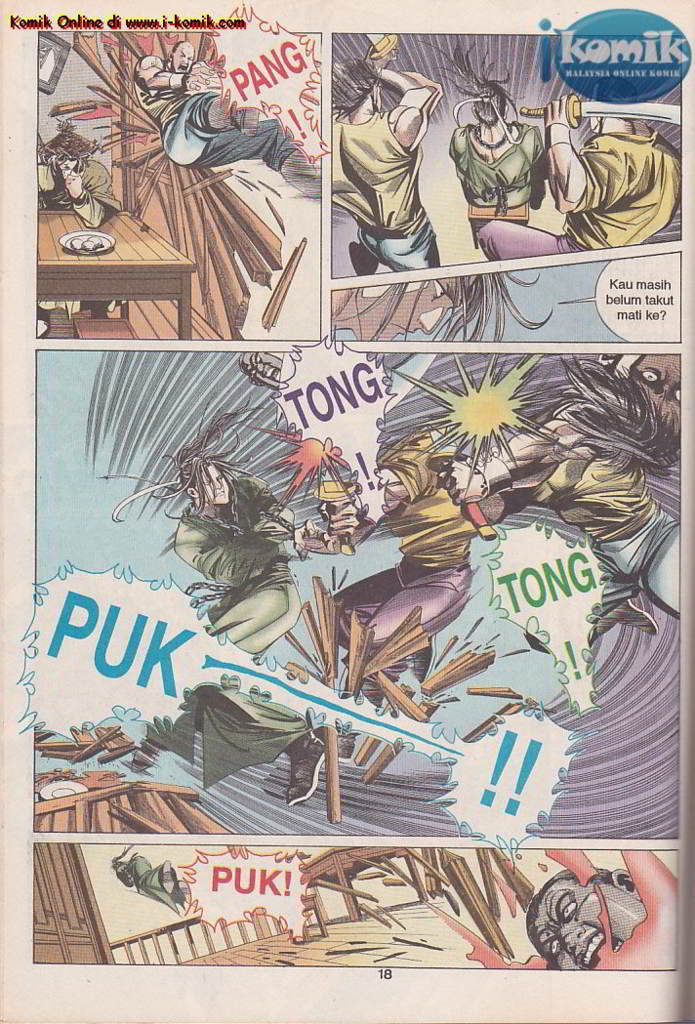 Komik Online di www.i-komik.com
ikomik
MALAYSIA ONLINE KOMIK
PANG
!
Kau masih
belum takut
mati ke?
TONG
!
TONG
!
PUK
!!
PUK!
18